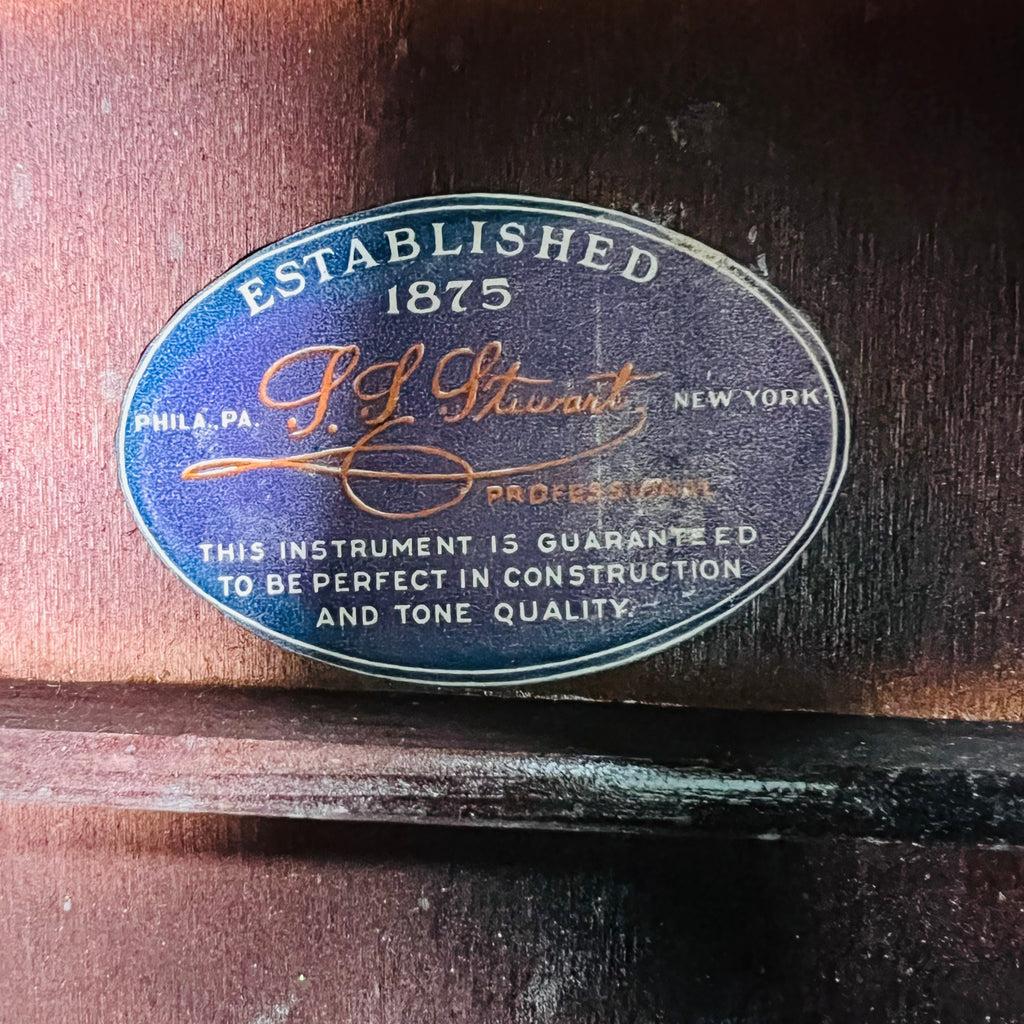 ESTABLISHED
1875
S. S. Stewart
PHILA., PA.
NEW YORK
PROFESSIONAL
THIS INSTRUMENT IS GUARANTEED
TO BE PERFECT IN CONSTRUCTION
AND TONE QUALITY.